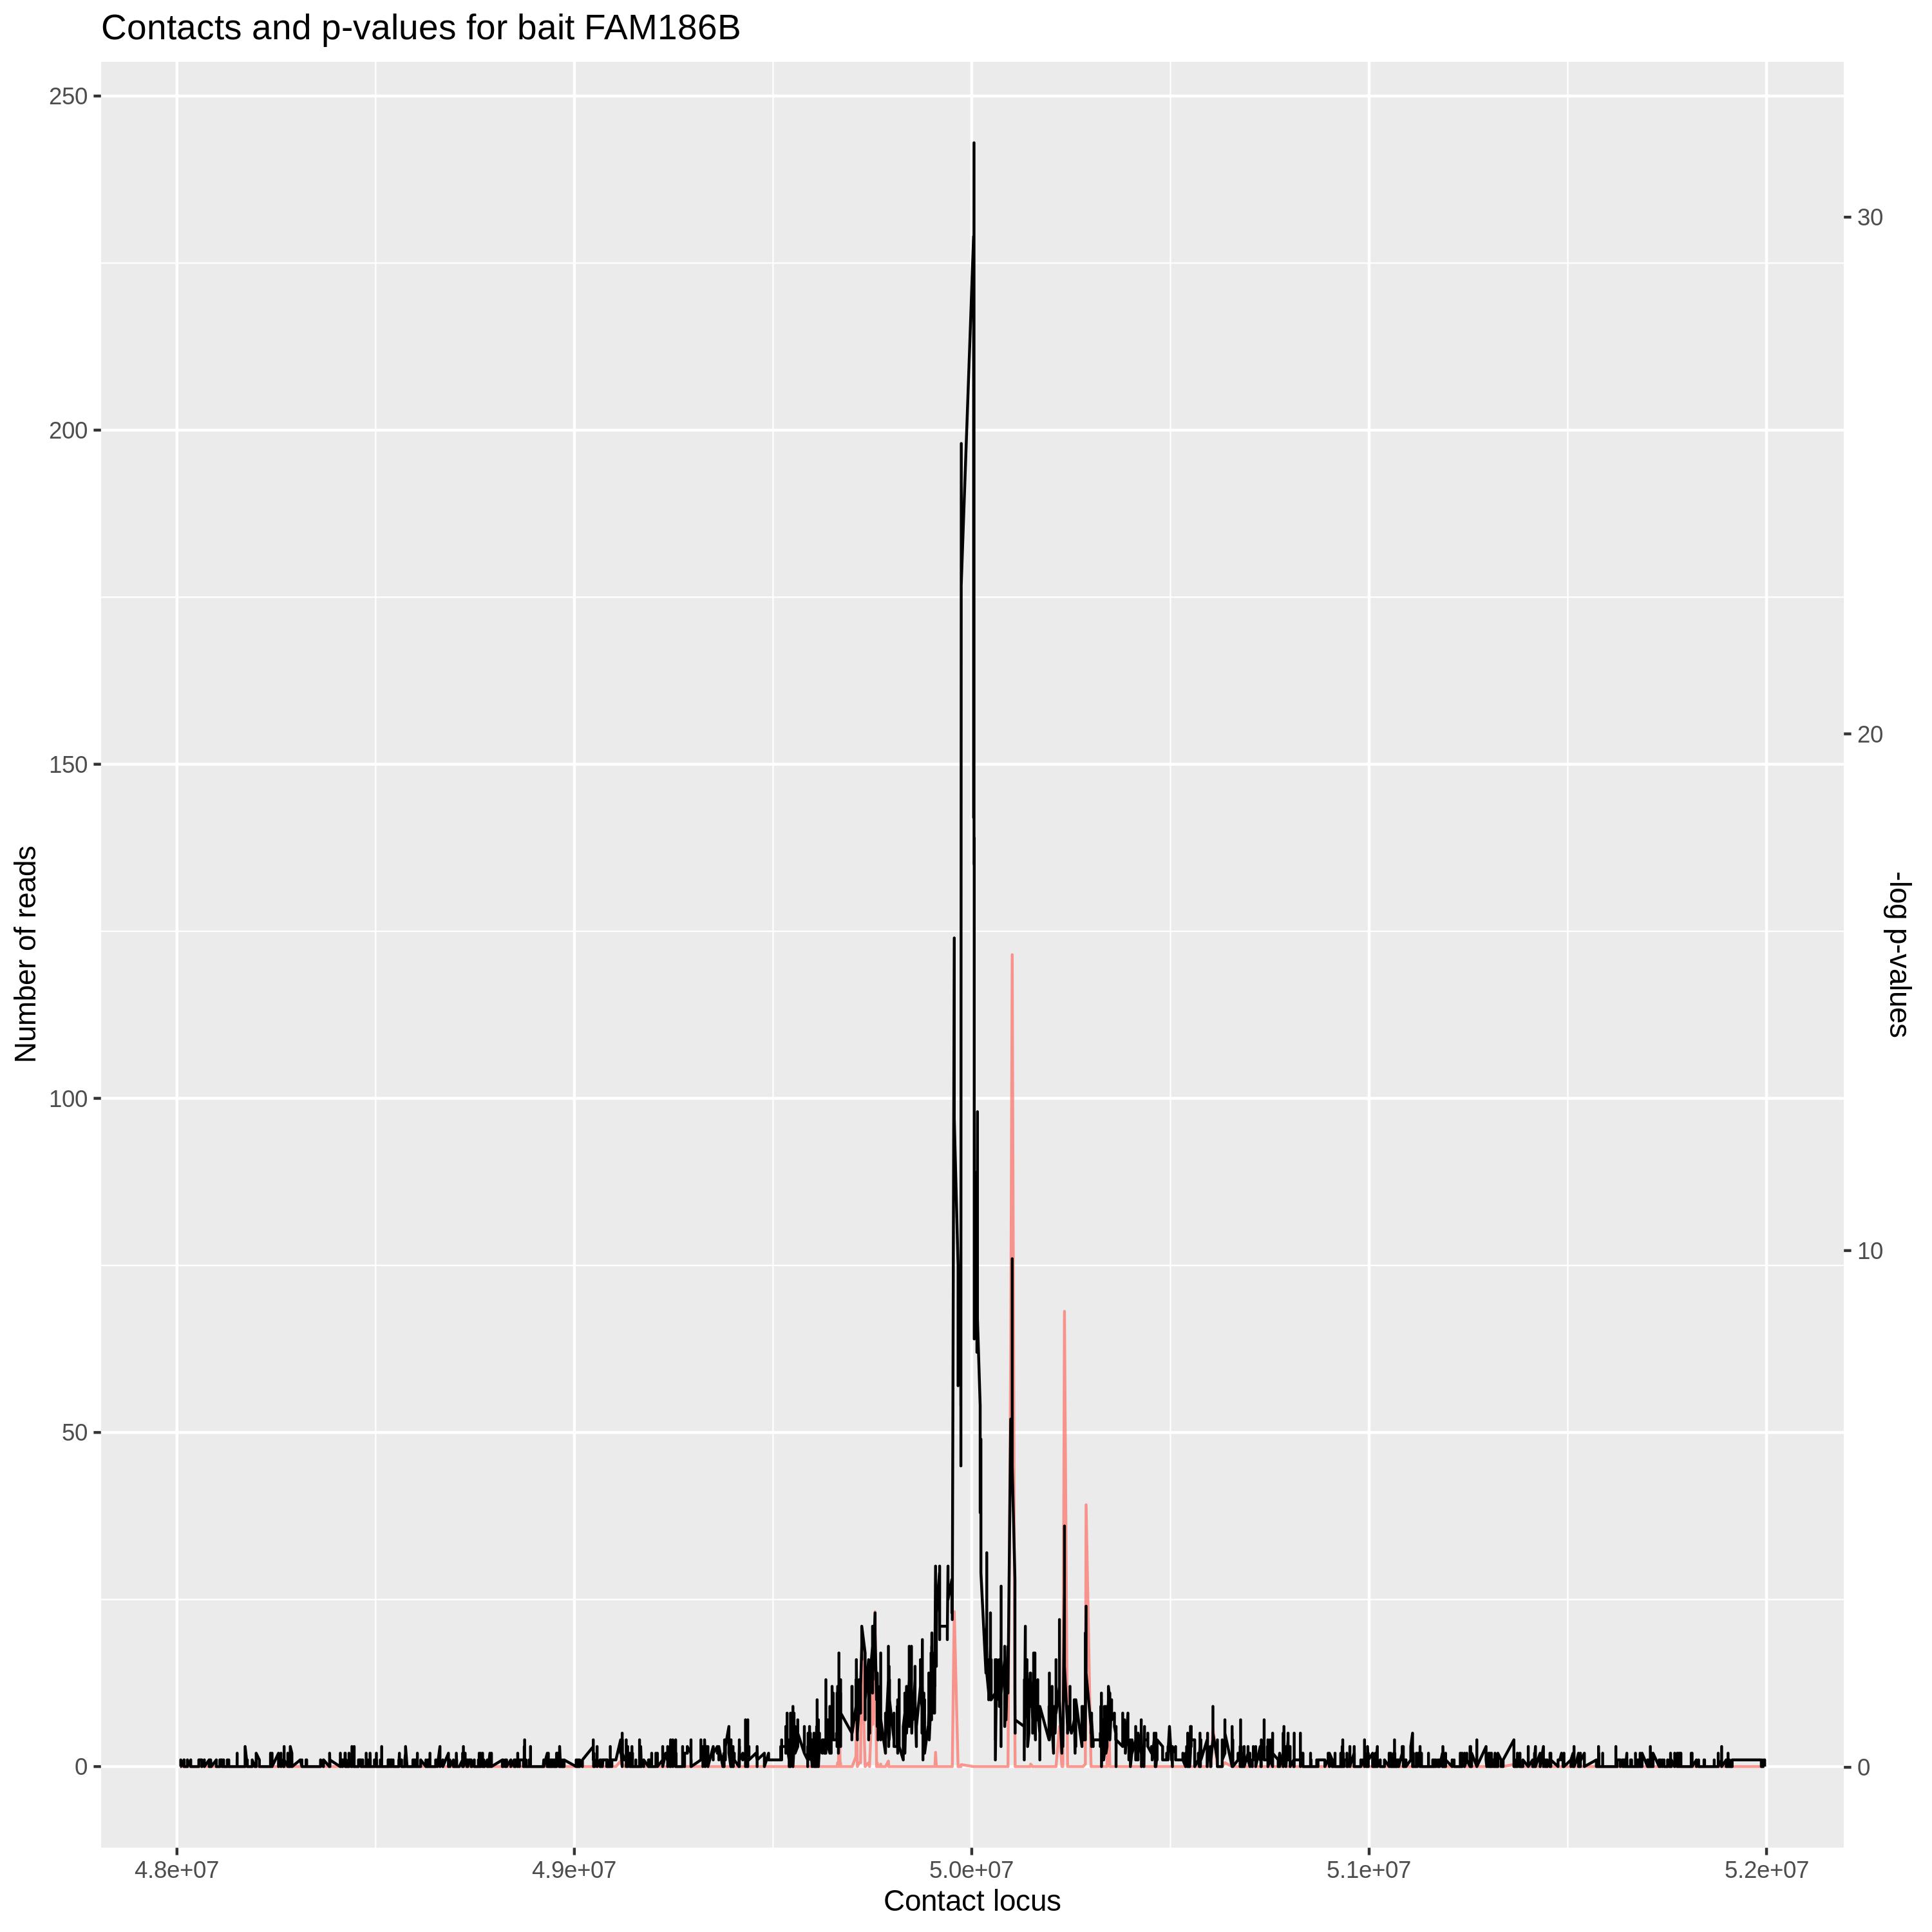 Contacts and p-values for bait FAM186B
250
200
150
100
50
0
Number of reads
30
20
10
0
-log p-values
4.8e+07
4.9e+07
5.0e+07
5.1e+07
5.2e+07
Contact locus